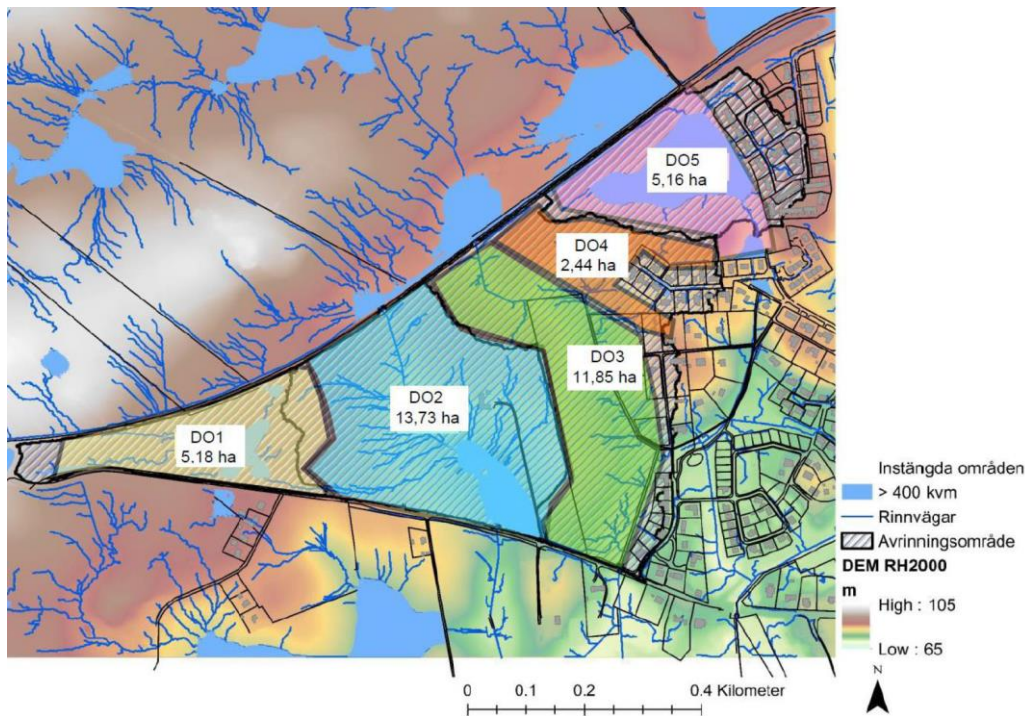 DO5
5,16 ha
DO4
2,44 ha
DO3
11,85 ha
DO2
13,73 ha
DO1
5,18 ha
Instängda områden
> 400 kvm
Rinnvägar
Avrinningsområde
DEM RH2000
m
High : 105
Low : 65
N
0 0.1 0.2 0.4 Kilometer